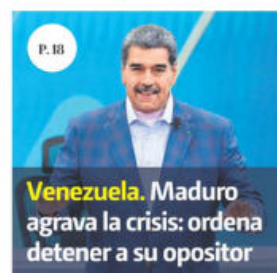 P. 18
Venezuela. Maduro
agrava la crisis: ordena
detener a su opositor